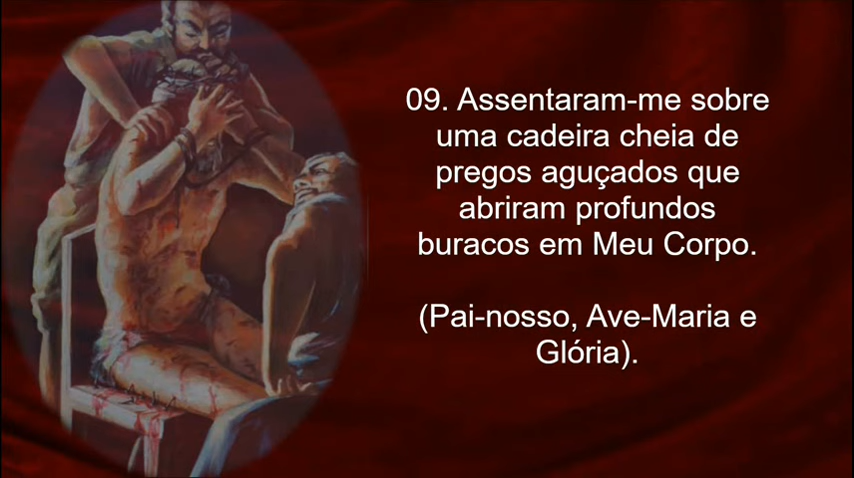 09. Assentaram-me sobre
uma cadeira cheia de
pregos aguçados que
abriram profundos
buracos em Meu Corpo.
(Pai-nosso, Ave-Maria e
Glória).